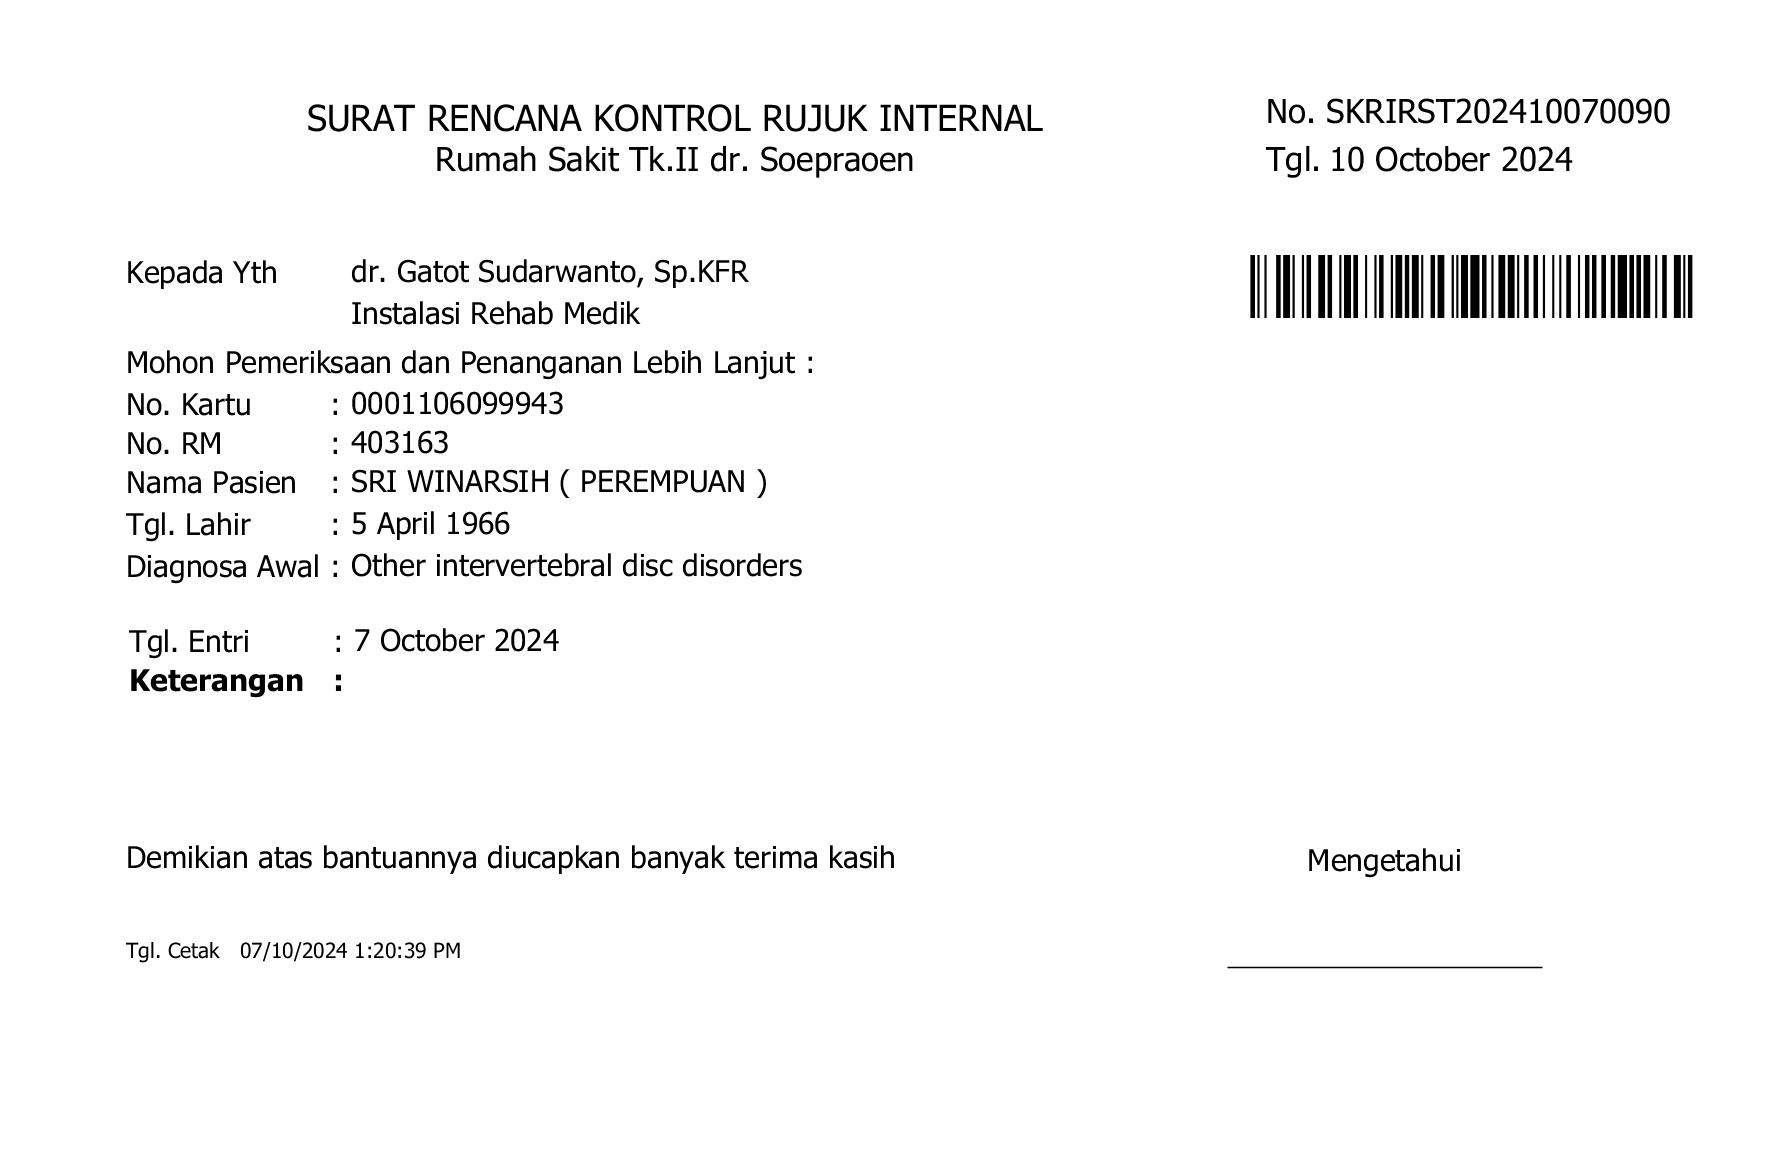 SURAT RENCANA KONTROL RUJUK INTERNAL
Rumah Sakit Tk.II dr. Soepraoen
No. SKRIRST202410070090
Tgl. 10 October 2024
Kepada Yth dr. Gatot Sudarwanto, Sp.KFR
Instalasi Rehab Medik
Mohon Pemeriksaan dan Penanganan Lebih Lanjut :
No. Kartu : 0001106099943
No. RM : 403163
Nama Pasien : SRI WINARSIH ( PEREMPUAN )
Tgl. Lahir : 5 April 1966
Diagnosa Awal : Other intervertebral disc disorders
Tgl. Entri : 7 October 2024
Keterangan :
Demikian atas bantuannya diucapkan banyak terima kasih
Mengetahui
Tgl. Cetak 07/10/2024 1:20:39 PM